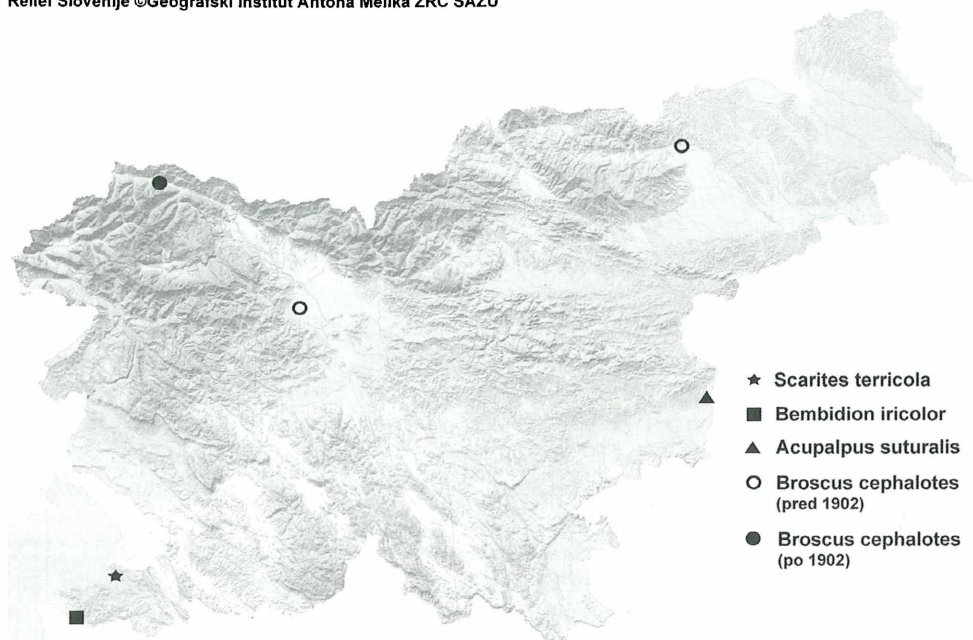 Relief Slovenije ©Geografski inštitut Antona Melika ZRC SAZU
Scarites terricola
Bembidion iricolor
Acupalpus suturalis
Broscus cephalotes
(pred 1902)
Broscus cephalotes
(po 1902)